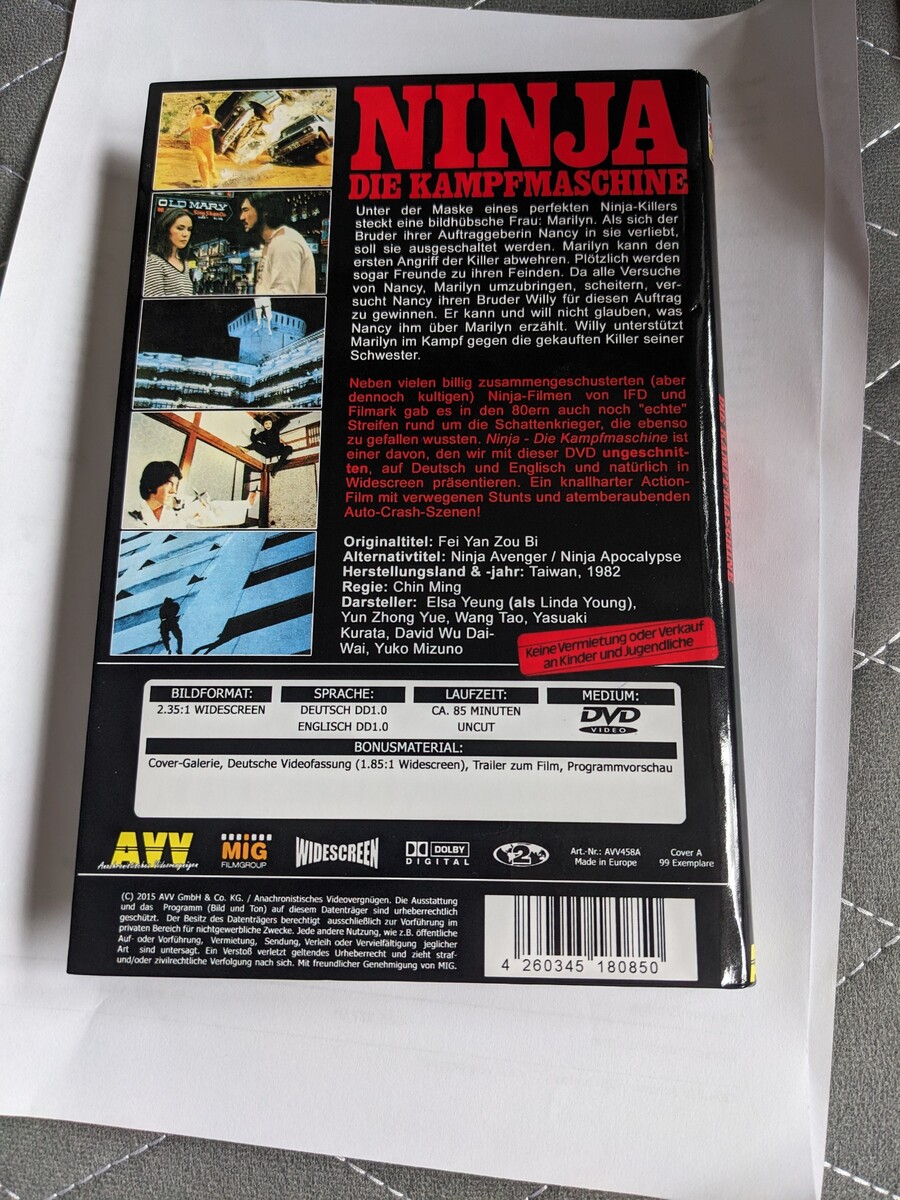 NINJA
DIE KAMPFMASCHINE
Unter der Maske eines perfekten Ninja-Killers
steckt eine bildhübsche Frau: Marilyn. Als sich der
Bruder ihrer Auftraggeberin Nancy in sie verliebt,
soll sie ausgeschaltet werden. Marilyn kann den
ersten Angriff der Killer abwehren. Plötzlich werden
sogar Freunde zu ihren Feinden. Da alle Versuche
von Nancy, Marilyn umzubringen, scheitern, ver-
sucht Nancy ihren Bruder Willy für diesen Auftrag
zu gewinnen. Er kann und will nicht glauben, was
Nancy ihm über Marilyn erzählt. Willy unterstützt
Marilyn im Kampf gegen die gekauften Killer seiner
Schwester.
OLD MARY
Neben vielen billig zusammengeschusterten (aber
dennoch kultigen) Ninja-Filmen von IFD und
Filmark gab es in den 80ern auch noch "echte"
Streifen rund um die Schattenkrieger, die ebenso
zu gefallen wussten. Ninja - Die Kampfmaschine ist
einer davon, den wir mit dieser DVD ungeschnit-
ten, auf Deutsch und Englisch und natürlich in
Widescreen präsentieren. Ein knallharter Action-
Film mit verwegenen Stunts und atemberaubenden
Auto-Crash-Szenen!
Originaltitel: Fei Yan Zou Bi
Alternativtitel: Ninja Avenger / Ninja Apocalypse
Herstellungsland & -jahr: Taiwan, 1982
Regie: Chin Ming
Darsteller: Elsa Yeung (als Linda Young),
Yun Zhong Yue, Wang Tao, Yasuaki
Kurata, David Wu Dai-
Wai, Yuko Mizuno
Keine Vermietung oder Verkauf
an Kinder und Jugendliche
BILDFORMAT: SPRACHE: LAUFZEIT: MEDIUM:
2.35:1 WIDESCREEN DEUTSCH DD1.0 CA. 85 MINUTEN DVD
ENGLISCH DD1.0 UNCUT VIDEO
BONUSMATERIAL:
Cover-Galerie, Deutsche Videofassung (1.85:1 Widescreen), Trailer zum Film, Programmvorschau
AVV
Anachronistisches Videovergnügen
MIG
FILMGROUP
WIDESCREEN
DOLBY
DIGITAL
2
Art.-Nr.: AVV458A
Made in Europe
Cover A
99 Exemplare
(C) 2015 AVV GmbH & Co. KG. / Anachronistisches Videovergnügen. Die Ausstattung
und das Programm (Bild und Ton) auf diesem Datenträger sind urheberrechtlich
geschützt. Der Besitz des Datenträgers berechtigt ausschließlich zur Vorführung im
privaten Bereich für nichtgewerbliche Zwecke. Jede andere Nutzung, wie z.B. öffentliche
Auf- oder Vorführung, Vermietung, Sendung, Verleih oder Vervielfältigung jeglicher
Art sind untersagt. Ein Verstoß verletzt geltendes Urheberrecht und zieht straf-
und/oder zivilrechtliche Verfolgung nach sich. Mit freundlicher Genehmigung von MIG.
4 260345 180850
DIE KAMPFMASCHINE